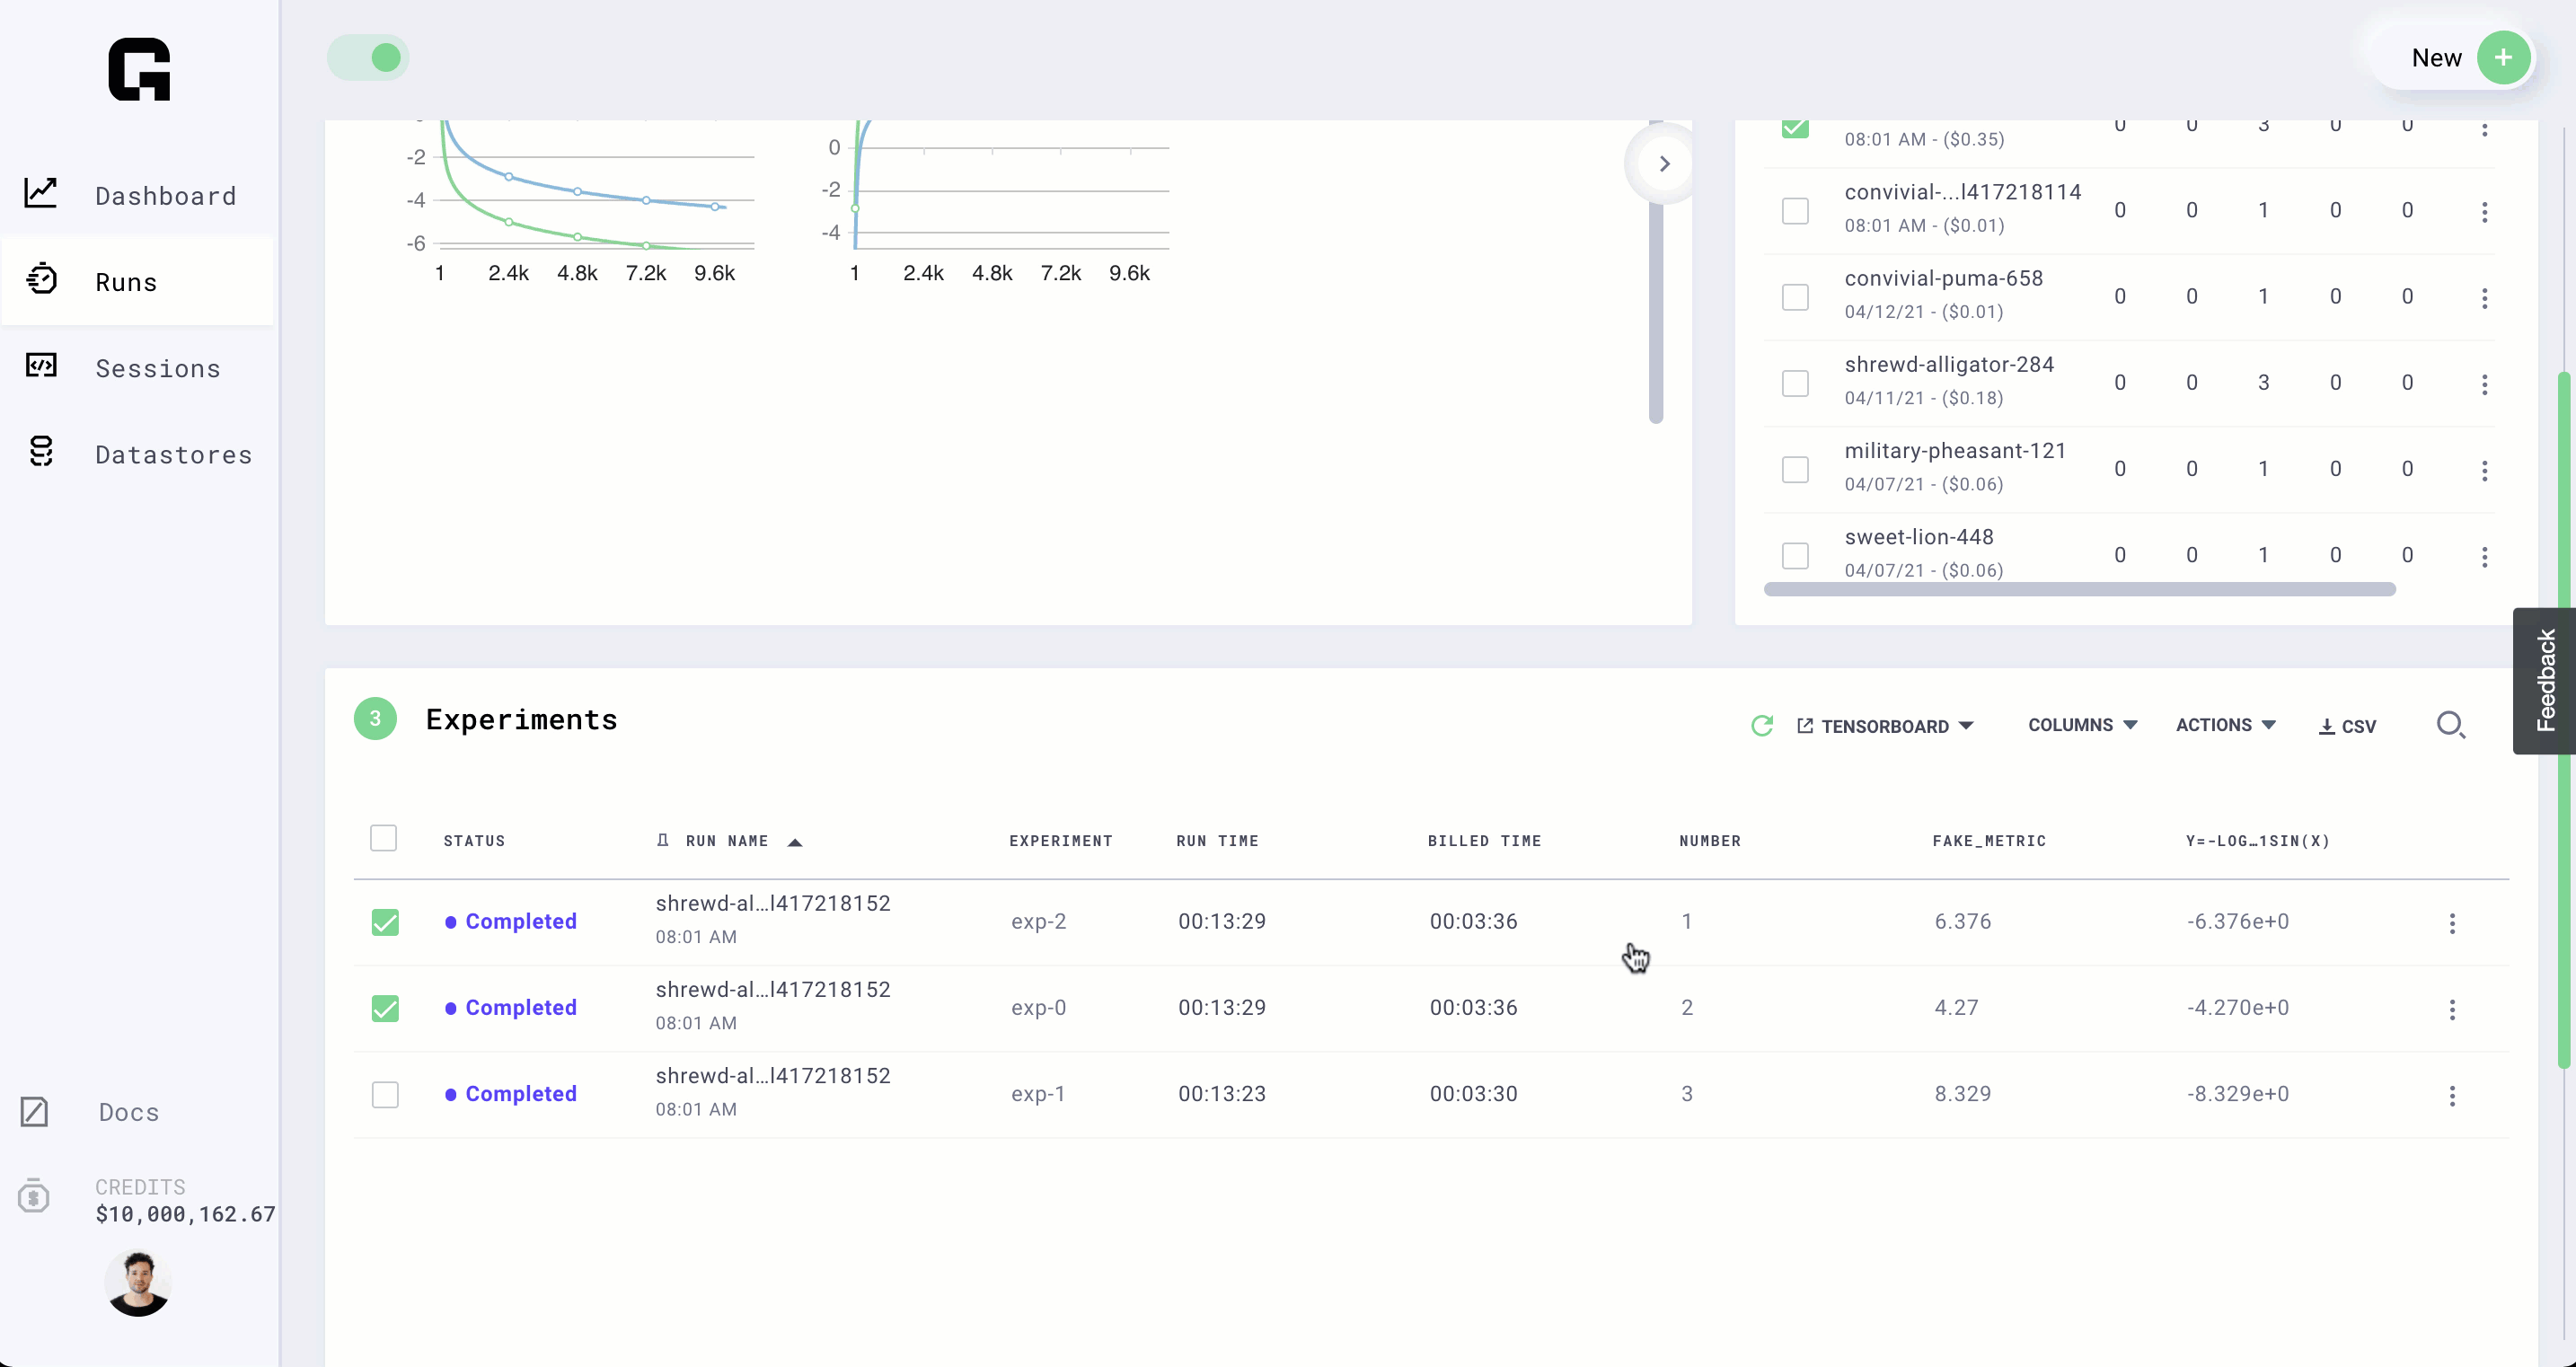 New
Dashboard
Runs
Sessions
Datastores
-2
-4
-6
1 2.4k 4.8k 7.2k 9.6k
0
-2
-4
1 2.4k 4.8k 7.2k 9.6k
0 0 3 0 0
08:01 AM - ($0.35)
convivial-...l417218114 0 0 1 0 0
08:01 AM - ($0.01)
convivial-puma-658 0 0 1 0 0
04/12/21 - ($0.01)
shrewd-alligator-284 0 0 3 0 0
04/11/21 - ($0.18)
military-pheasant-121 0 0 1 0 0
04/07/21 - ($0.06)
sweet-lion-448 0 0 1 0 0
04/07/21 - ($0.06)
Feedback
3 Experiments
TENSORBOARD COLUMNS ACTIONS CSV
STATUS RUN NAME EXPERIMENT RUN TIME BILLED TIME NUMBER FAKE_METRIC Y=-LOG…1SIN(X)
Completed shrewd-al…l417218152 exp-2 00:13:29 00:03:36 1 6.376 -6.376e+0
08:01 AM
Completed shrewd-al…l417218152 exp-0 00:13:29 00:03:36 2 4.27 -4.270e+0
08:01 AM
Completed shrewd-al…l417218152 exp-1 00:13:23 00:03:30 3 8.329 -8.329e+0
08:01 AM
Docs
CREDITS
$10,000,162.67